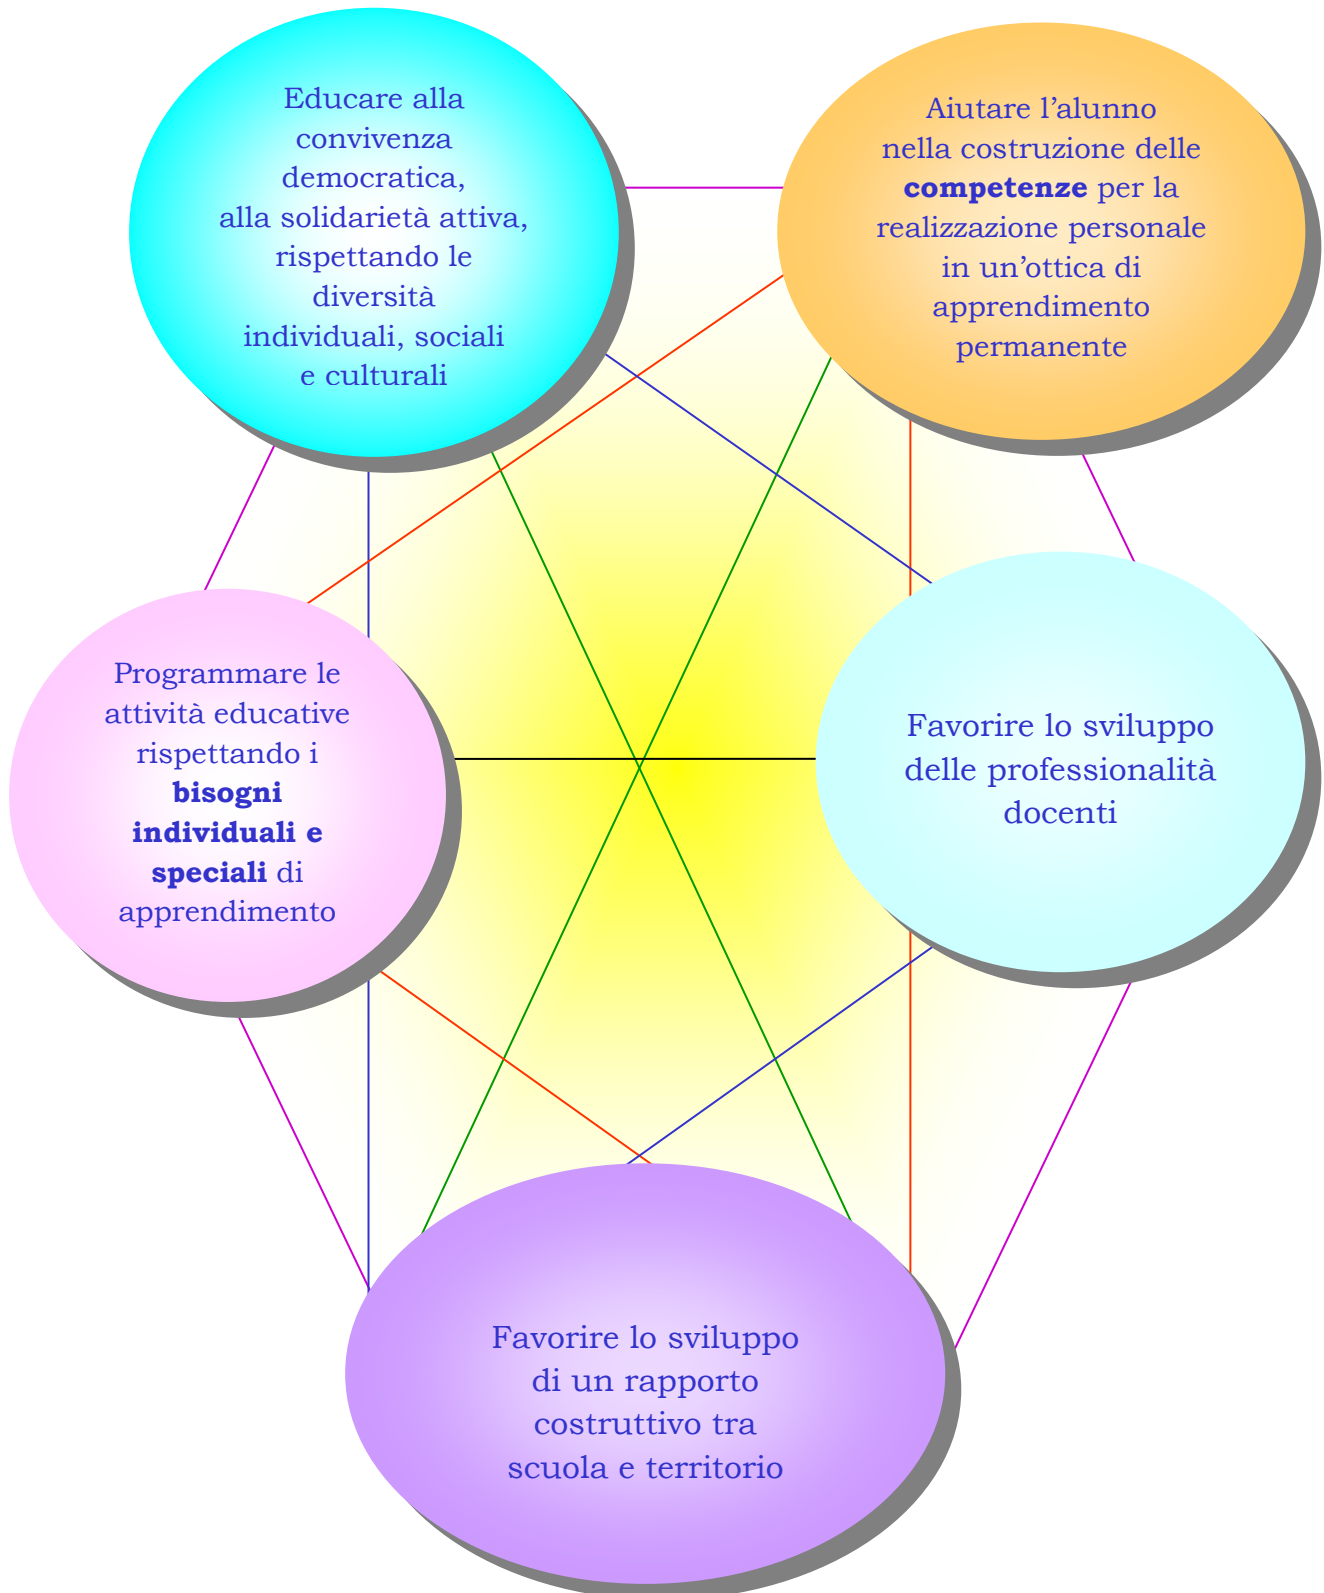 Educare alla
convivenza
democratica,
alla solidarietà attiva,
rispettando le
diversità
individuali, sociali
e culturali
Aiutare l’alunno
nella costruzione delle
competenze per la
realizzazione personale
in un’ottica di
apprendimento
permanente
Programmare le
attività educative
rispettando i
bisogni
individuali e
speciali di
apprendimento
Favorire lo sviluppo
delle professionalità
docenti
Favorire lo sviluppo
di un rapporto
costruttivo tra
scuola e territorio